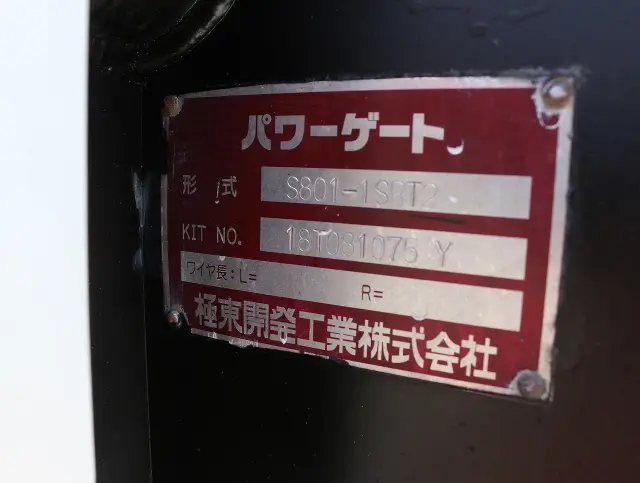 パワーゲート
形式 S801-1SBT2
KIT NO. 18T081075 Y
ワイヤ長:L= R=
極東開発工業株式会社